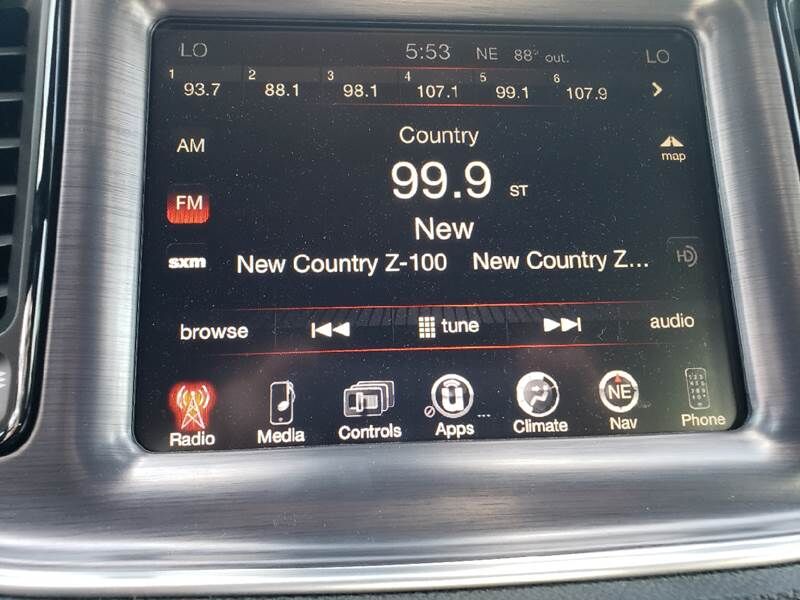 LO 5:53 NE 88° out. LO
1 93.7 2 88.1 3 98.1 4 107.1 5 99.1 6 107.9
AM Country map
99.9 ST
FM New
sxm New Country Z-100 New Country Z... HD
browse tune audio
Radio Media Controls Apps ... Climate NE Nav Phone